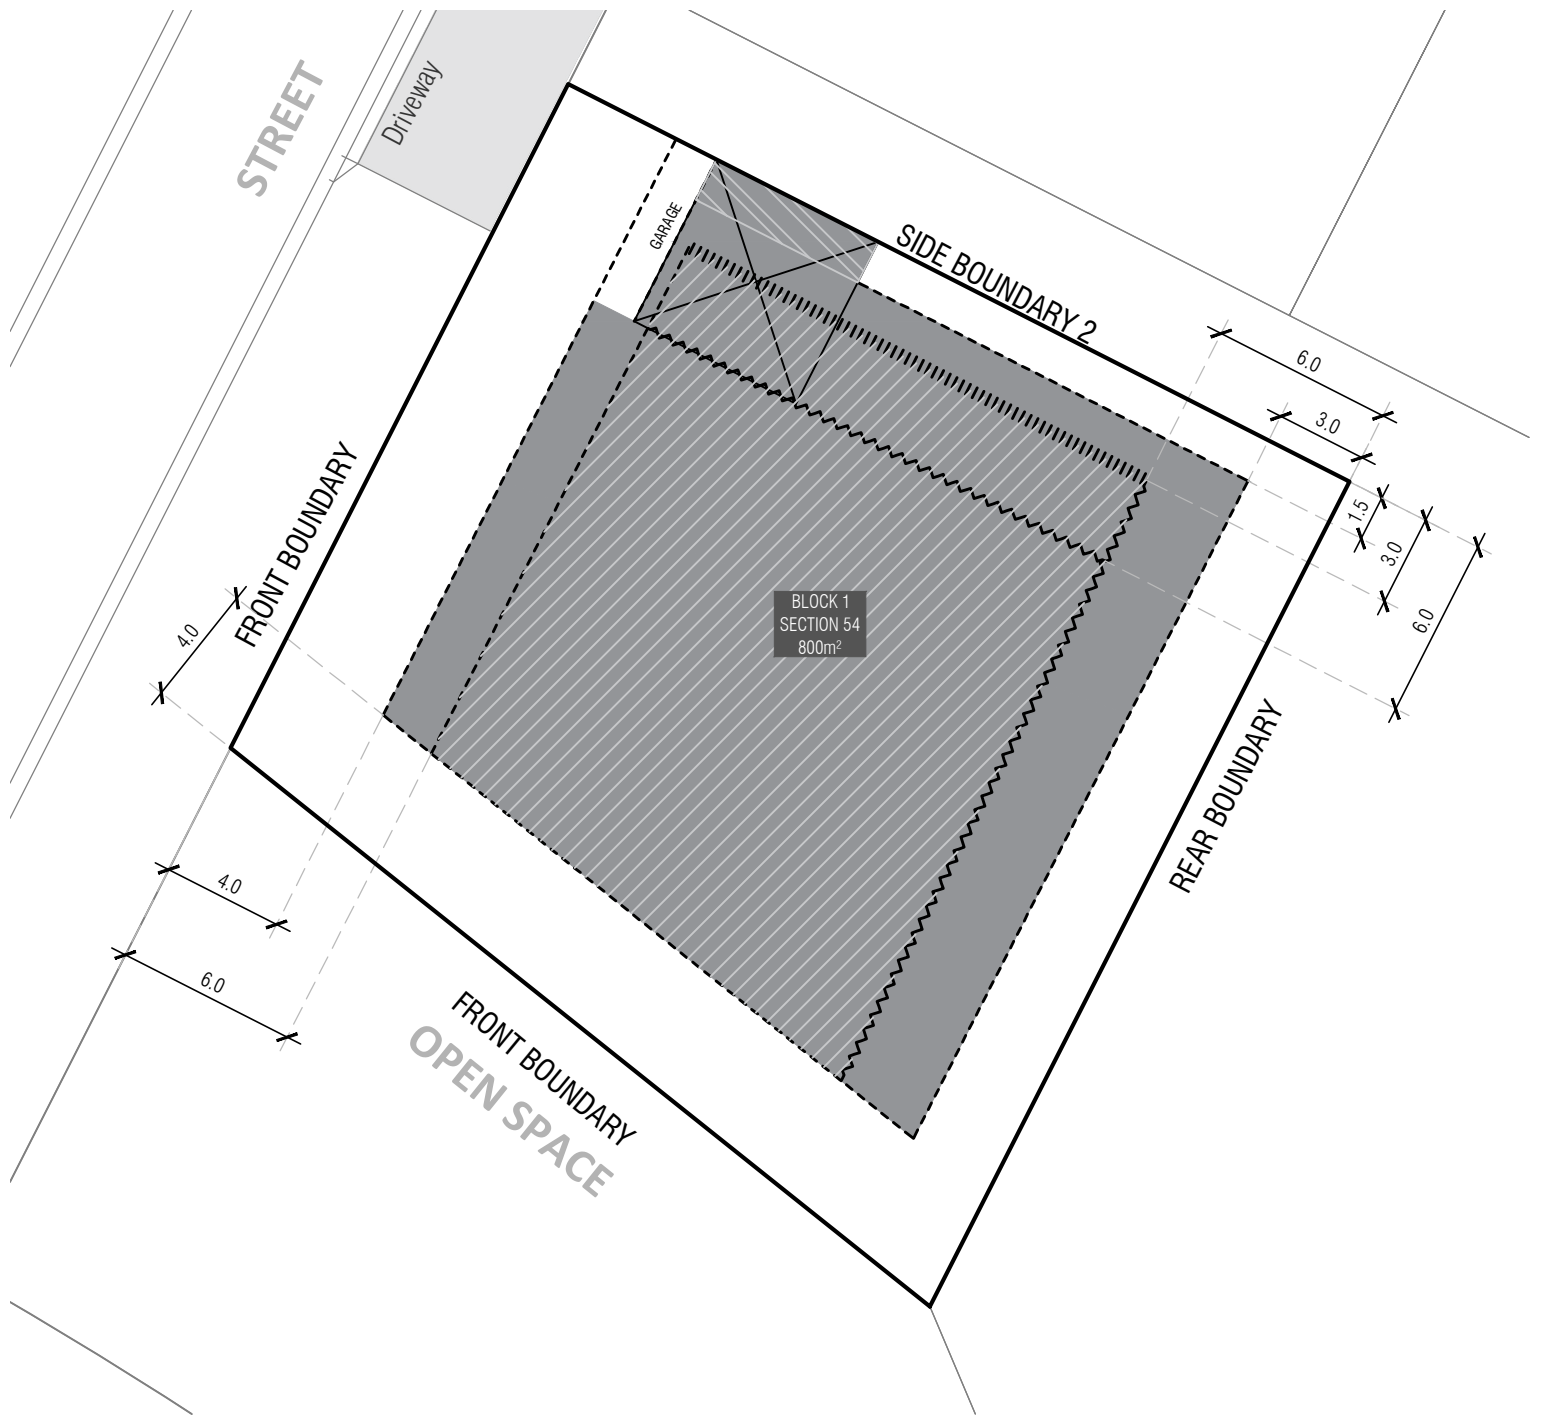 STREET
Driveway
GARAGE
SIDE BOUNDARY 2
6.0
3.0
1.5
3.0
6.0
FRONT BOUNDARY
4.0
BLOCK 1
SECTION 54
800m²
REAR BOUNDARY
4.0
6.0
FRONT BOUNDARY
OPEN SPACE